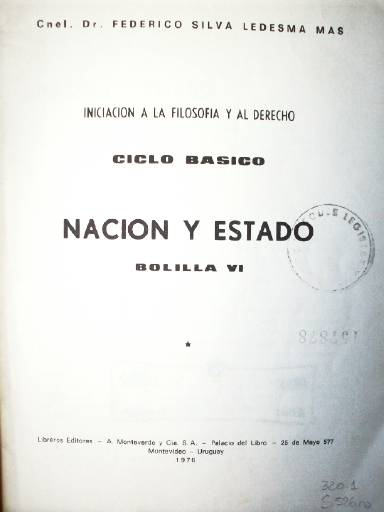 Cnel. Dr. FEDERICO SILVA LEDESMA MAS
INICIACION A LA FILOSOFIA Y AL DERECHO
CICLO BASICO
NACION Y ESTADO
BOLILLA VI
*
Libreros Editores - A. Monteverde y Cia. S. A. - Palacio del Libro - 25 de Mayo 577
Montevideo - Uruguay
1976
320.1